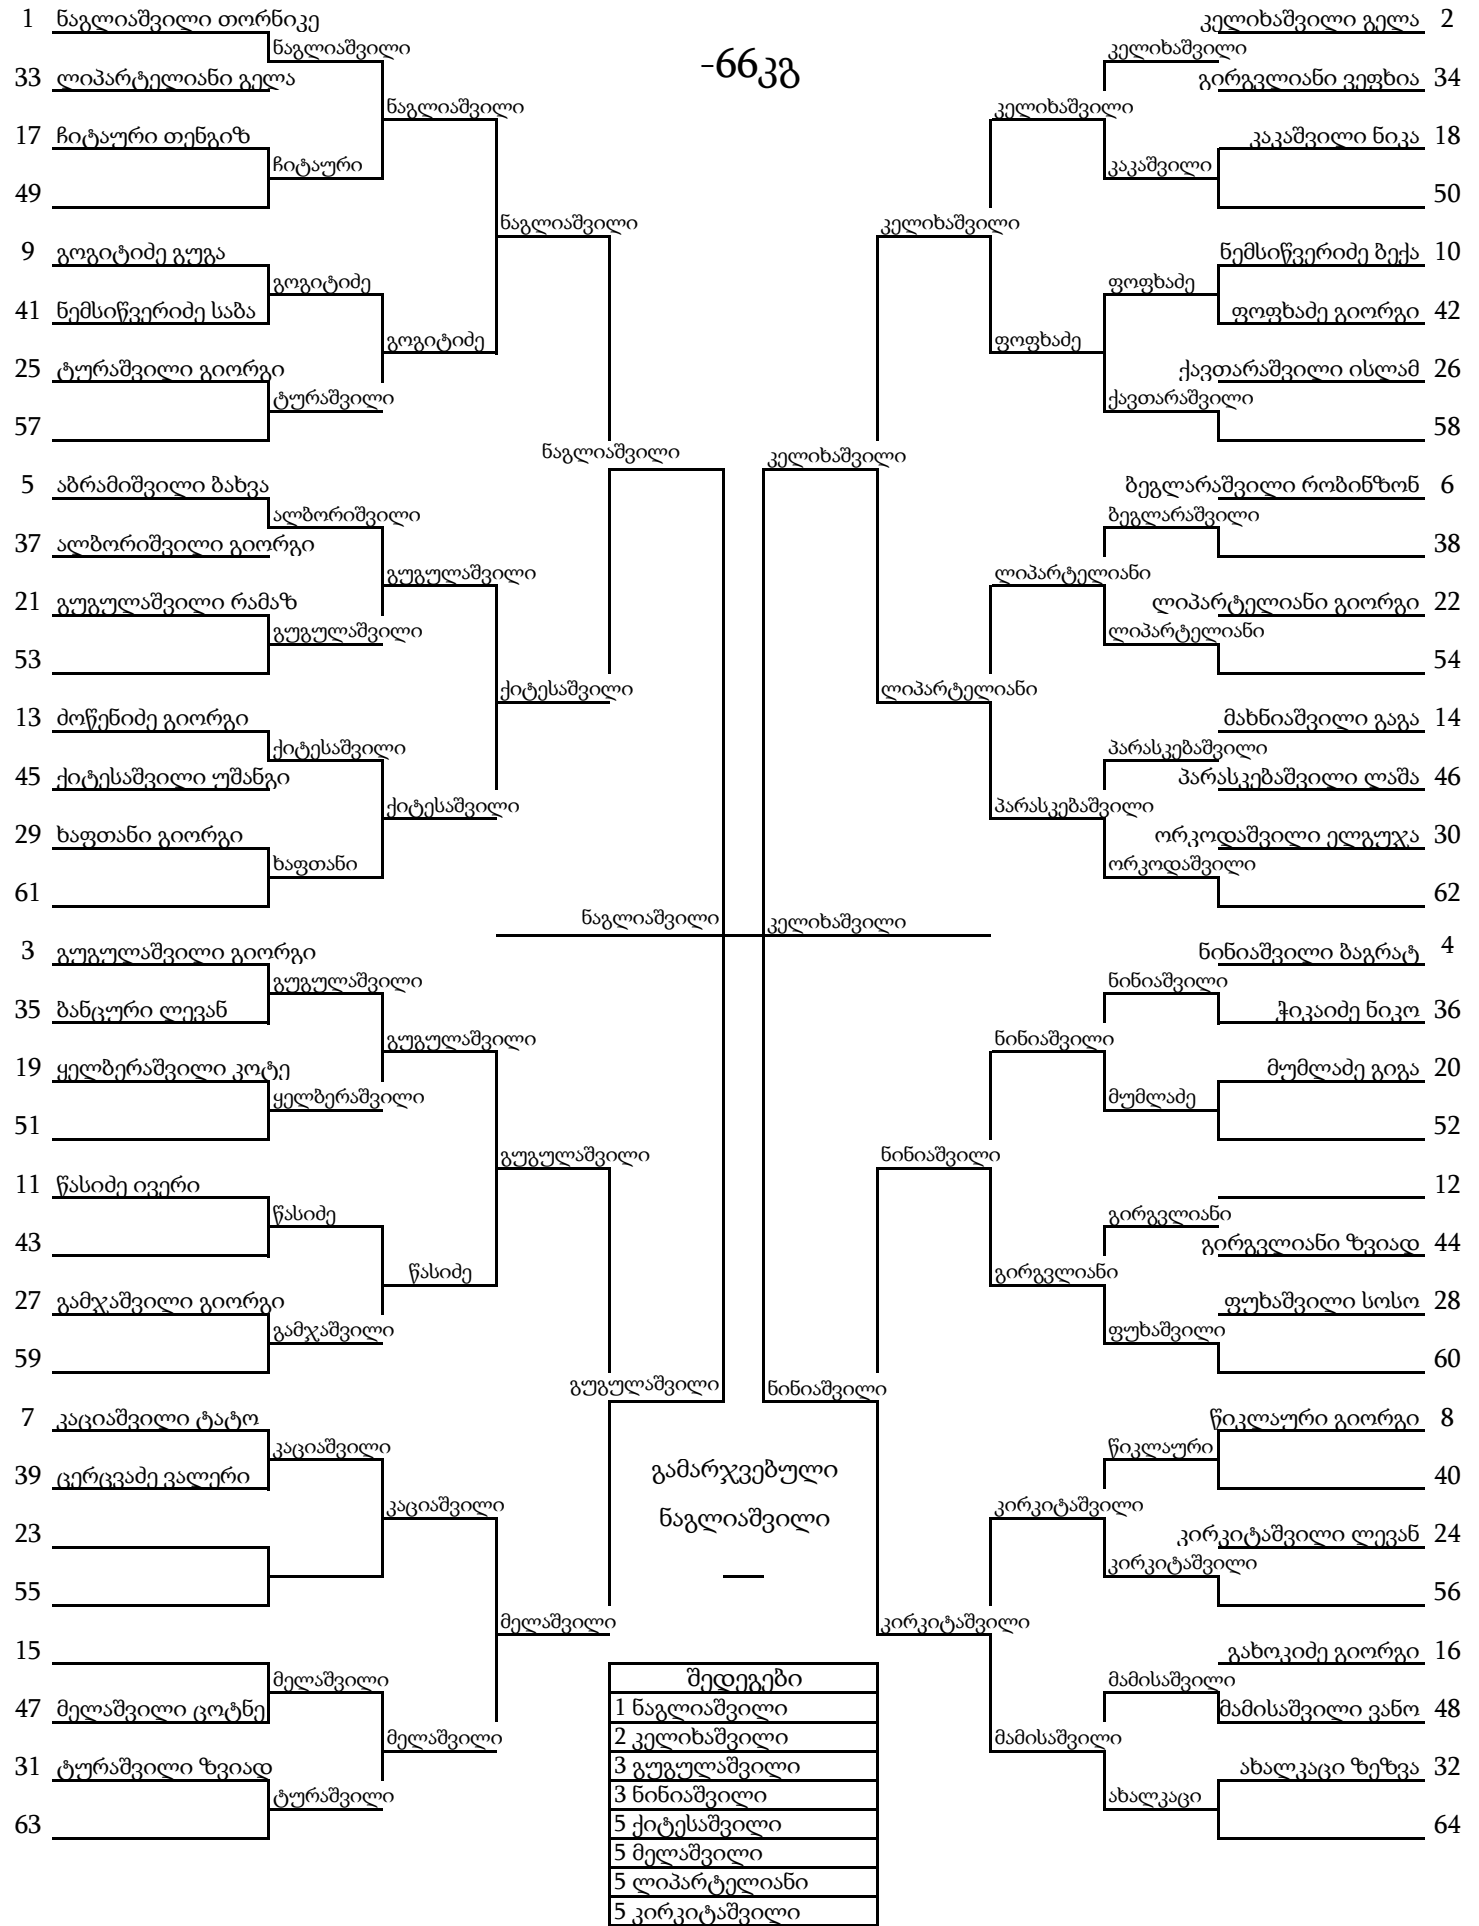 -66კგ
1 ნაგლიაშვილი თორნიკე
ნაგლიაშვილი
33 ლიპარტელიანი გელა
ნაგლიაშვილი
17 ჩიტაური თენგიზ
ჩიტაური
49
ნაგლიაშვილი
9 გოგიტიძე გუგა
გოგიტიძე
41 ნემსიწვერიძე საბა
გოგიტიძე
25 ტურაშვილი გიორგი
ტურაშვილი
57
ნაგლიაშვილი
5 აბრამიშვილი ბახვა
ალბორიშვილი
37 ალბორიშვილი გიორგი
გუგულაშვილი
21 გუგულაშვილი რამაზ
გუგულაშვილი
53
ქიტესაშვილი
13 ძოწენიძე გიორგი
ქიტესაშვილი
45 ქიტესაშვილი უშანგი
ქიტესაშვილი
29 ხაფთანი გიორგი
ხაფთანი
61
ნაგლიაშვილი
3 გუგულაშვილი გიორგი
გუგულაშვილი
35 ბანცური ლევან
გუგულაშვილი
19 ყელბერაშვილი კოტე
ყელბერაშვილი
51
გუგულაშვილი
11 წასიძე ივერი
წასიძე
43
წასიძე
27 გამჯაშვილი გიორგი
გამჯაშვილი
59
გუგულაშვილი
7 კაციაშვილი ტატო
კაციაშვილი
39 ცერცვაძე ვალერი
კაციაშვილი
23
55
მელაშვილი
15
მელაშვილი
47 მელაშვილი ცოტნე
მელაშვილი
31 ტურაშვილი ზვიად
ტურაშვილი
63
კელიხაშვილი გელა 2
კელიხაშვილი
გირგვლიანი ვეფხია 34
კელიხაშვილი
კაკაშვილი ნიკა 18
კაკაშვილი
50
კელიხაშვილი
ნემსიწვერიძე ბექა 10
ფოფხაძე
ფოფხაძე გიორგი 42
ფოფხაძე
ქავთარაშვილი ისლამ 26
ქავთარაშვილი
58
კელიხაშვილი
ბეგლარაშვილი რობინზონ 6
ბეგლარაშვილი
38
ლიპარტელიანი
ლიპარტელიანი გიორგი 22
ლიპარტელიანი
54
ლიპარტელიანი
მახნიაშვილი გაგა 14
პარასკებაშვილი
პარასკებაშვილი ლაშა 46
პარასკებაშვილი
ორკოდაშვილი ელგუჯა 30
ორკოდაშვილი
62
კელიხაშვილი
ნინიაშვილი ბაგრატ 4
ნინიაშვილი
ჭიკაიძე ნიკო 36
ნინიაშვილი
მუმლაძე გიგა 20
მუმლაძე
52
ნინიაშვილი
12
გირგვლიანი
გირგვლიანი ზვიად 44
გირგვლიანი
ფუხაშვილი სოსო 28
ფუხაშვილი
60
ნინიაშვილი
წიკლაური გიორგი 8
წიკლაური
40
კირკიტაშვილი
კირკიტაშვილი ლევან 24
კირკიტაშვილი
56
კირკიტაშვილი
გახოკიძე გიორგი 16
მამისაშვილი
მამისაშვილი ვანო 48
მამისაშვილი
ახალკაცი ზეზვა 32
ახალკაცი
64
გამარჯვებული
ნაგლიაშვილი
შედეგები
1 ნაგლიაშვილი
2 კელიხაშვილი
3 გუგულაშვილი
3 ნინიაშვილი
5 ქიტესაშვილი
5 მელაშვილი
5 ლიპარტელიანი
5 კირკიტაშვილი